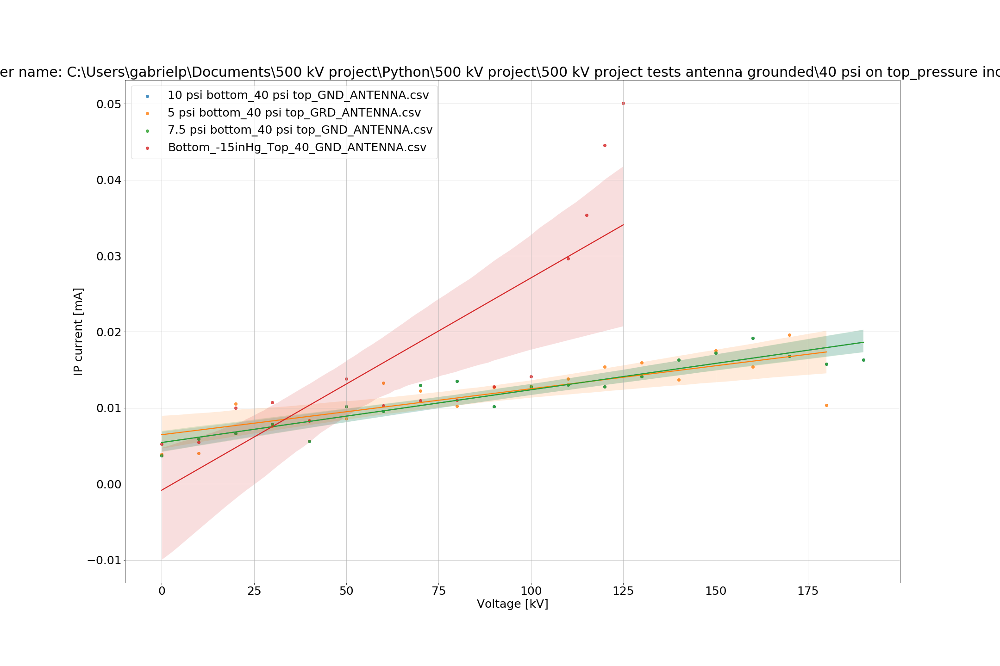 er name: C:\Users\gabrielp\Documents\500 kV project\Python\500 kV project\500 kV project tests antenna grounded\40 psi on top_pressure inc
10 psi bottom_40 psi top_GND_ANTENNA.csv
5 psi bottom_40 psi top_GRD_ANTENNA.csv
7.5 psi bottom_40 psi top_GND_ANTENNA.csv
Bottom_-15inHg_Top_40_GND_ANTENNA.csv
0.05
0.04
0.03
0.02
0.01
0.00
−0.01
IP current [mA]
0 25 50 75 100 125 150 175
Voltage [kV]